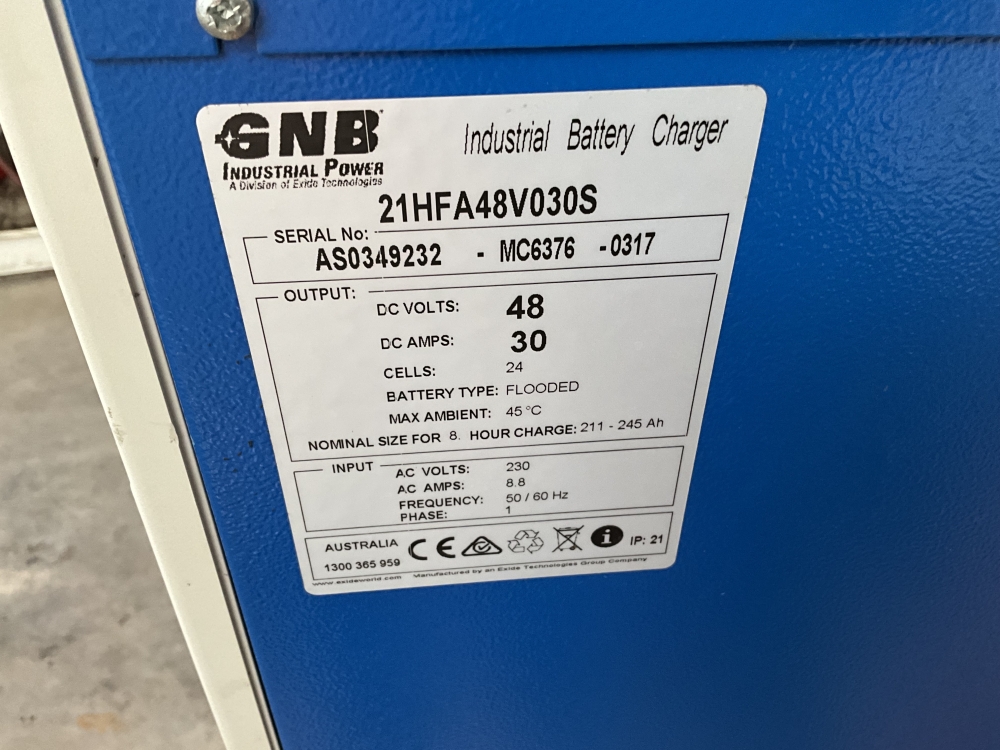 GNB
INDUSTRIAL POWER
A Division of Exide Technologies
Industrial Battery Charger
21HFA48V030S
SERIAL No:
AS0349232 - MC6376 -0317
OUTPUT:
DC VOLTS: 48
DC AMPS: 30
CELLS: 24
BATTERY TYPE: FLOODED
MAX AMBIENT: 45 °C
NOMINAL SIZE FOR 8. HOUR CHARGE: 211 - 245 Ah
INPUT
AC VOLTS: 230
AC AMPS: 8.8
FREQUENCY: 50 / 60 Hz
PHASE: 1
AUSTRALIA
1300 365 959
CE
i
IP: 21
www.exideworld.com Manufactured by an Exide Technologies Group Company